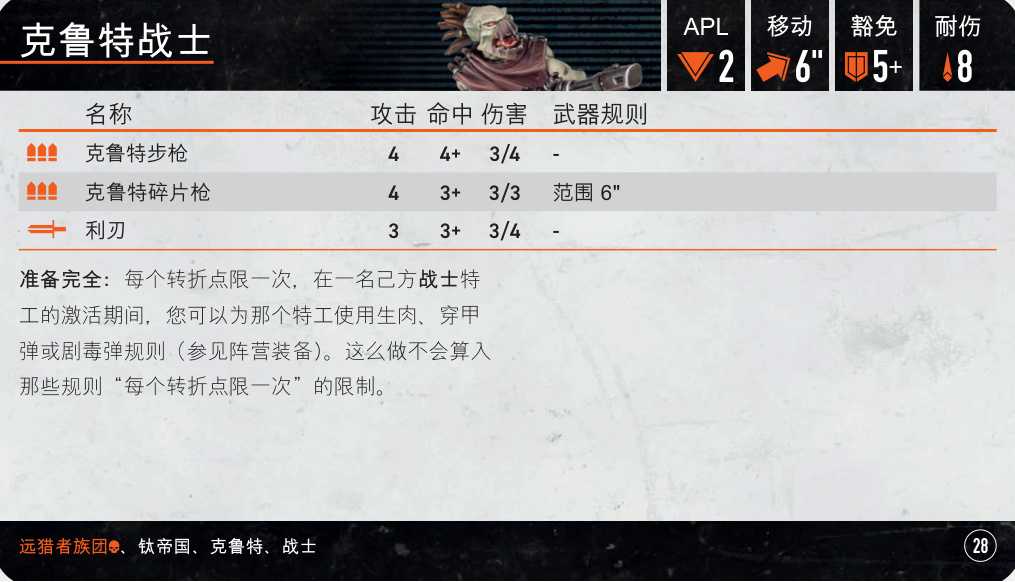 克鲁特战士
APL 移动 豁免 耐伤
2 6" 5+ 8
名称 攻击 命中 伤害 武器规则
克鲁特步枪 4 4+ 3/4 -
克鲁特碎片枪 4 3+ 3/3 范围 6"
利刃 3 3+ 3/4 -
准备完全：每个转折点限一次，在一名己方战士特
工的激活期间，您可以为那个特工使用生肉、穿甲
弹或剧毒弹规则（参见阵营装备）。这么做不会算入
那些规则“每个转折点限一次”的限制。
远猎者族团、钛帝国、克鲁特、战士
28